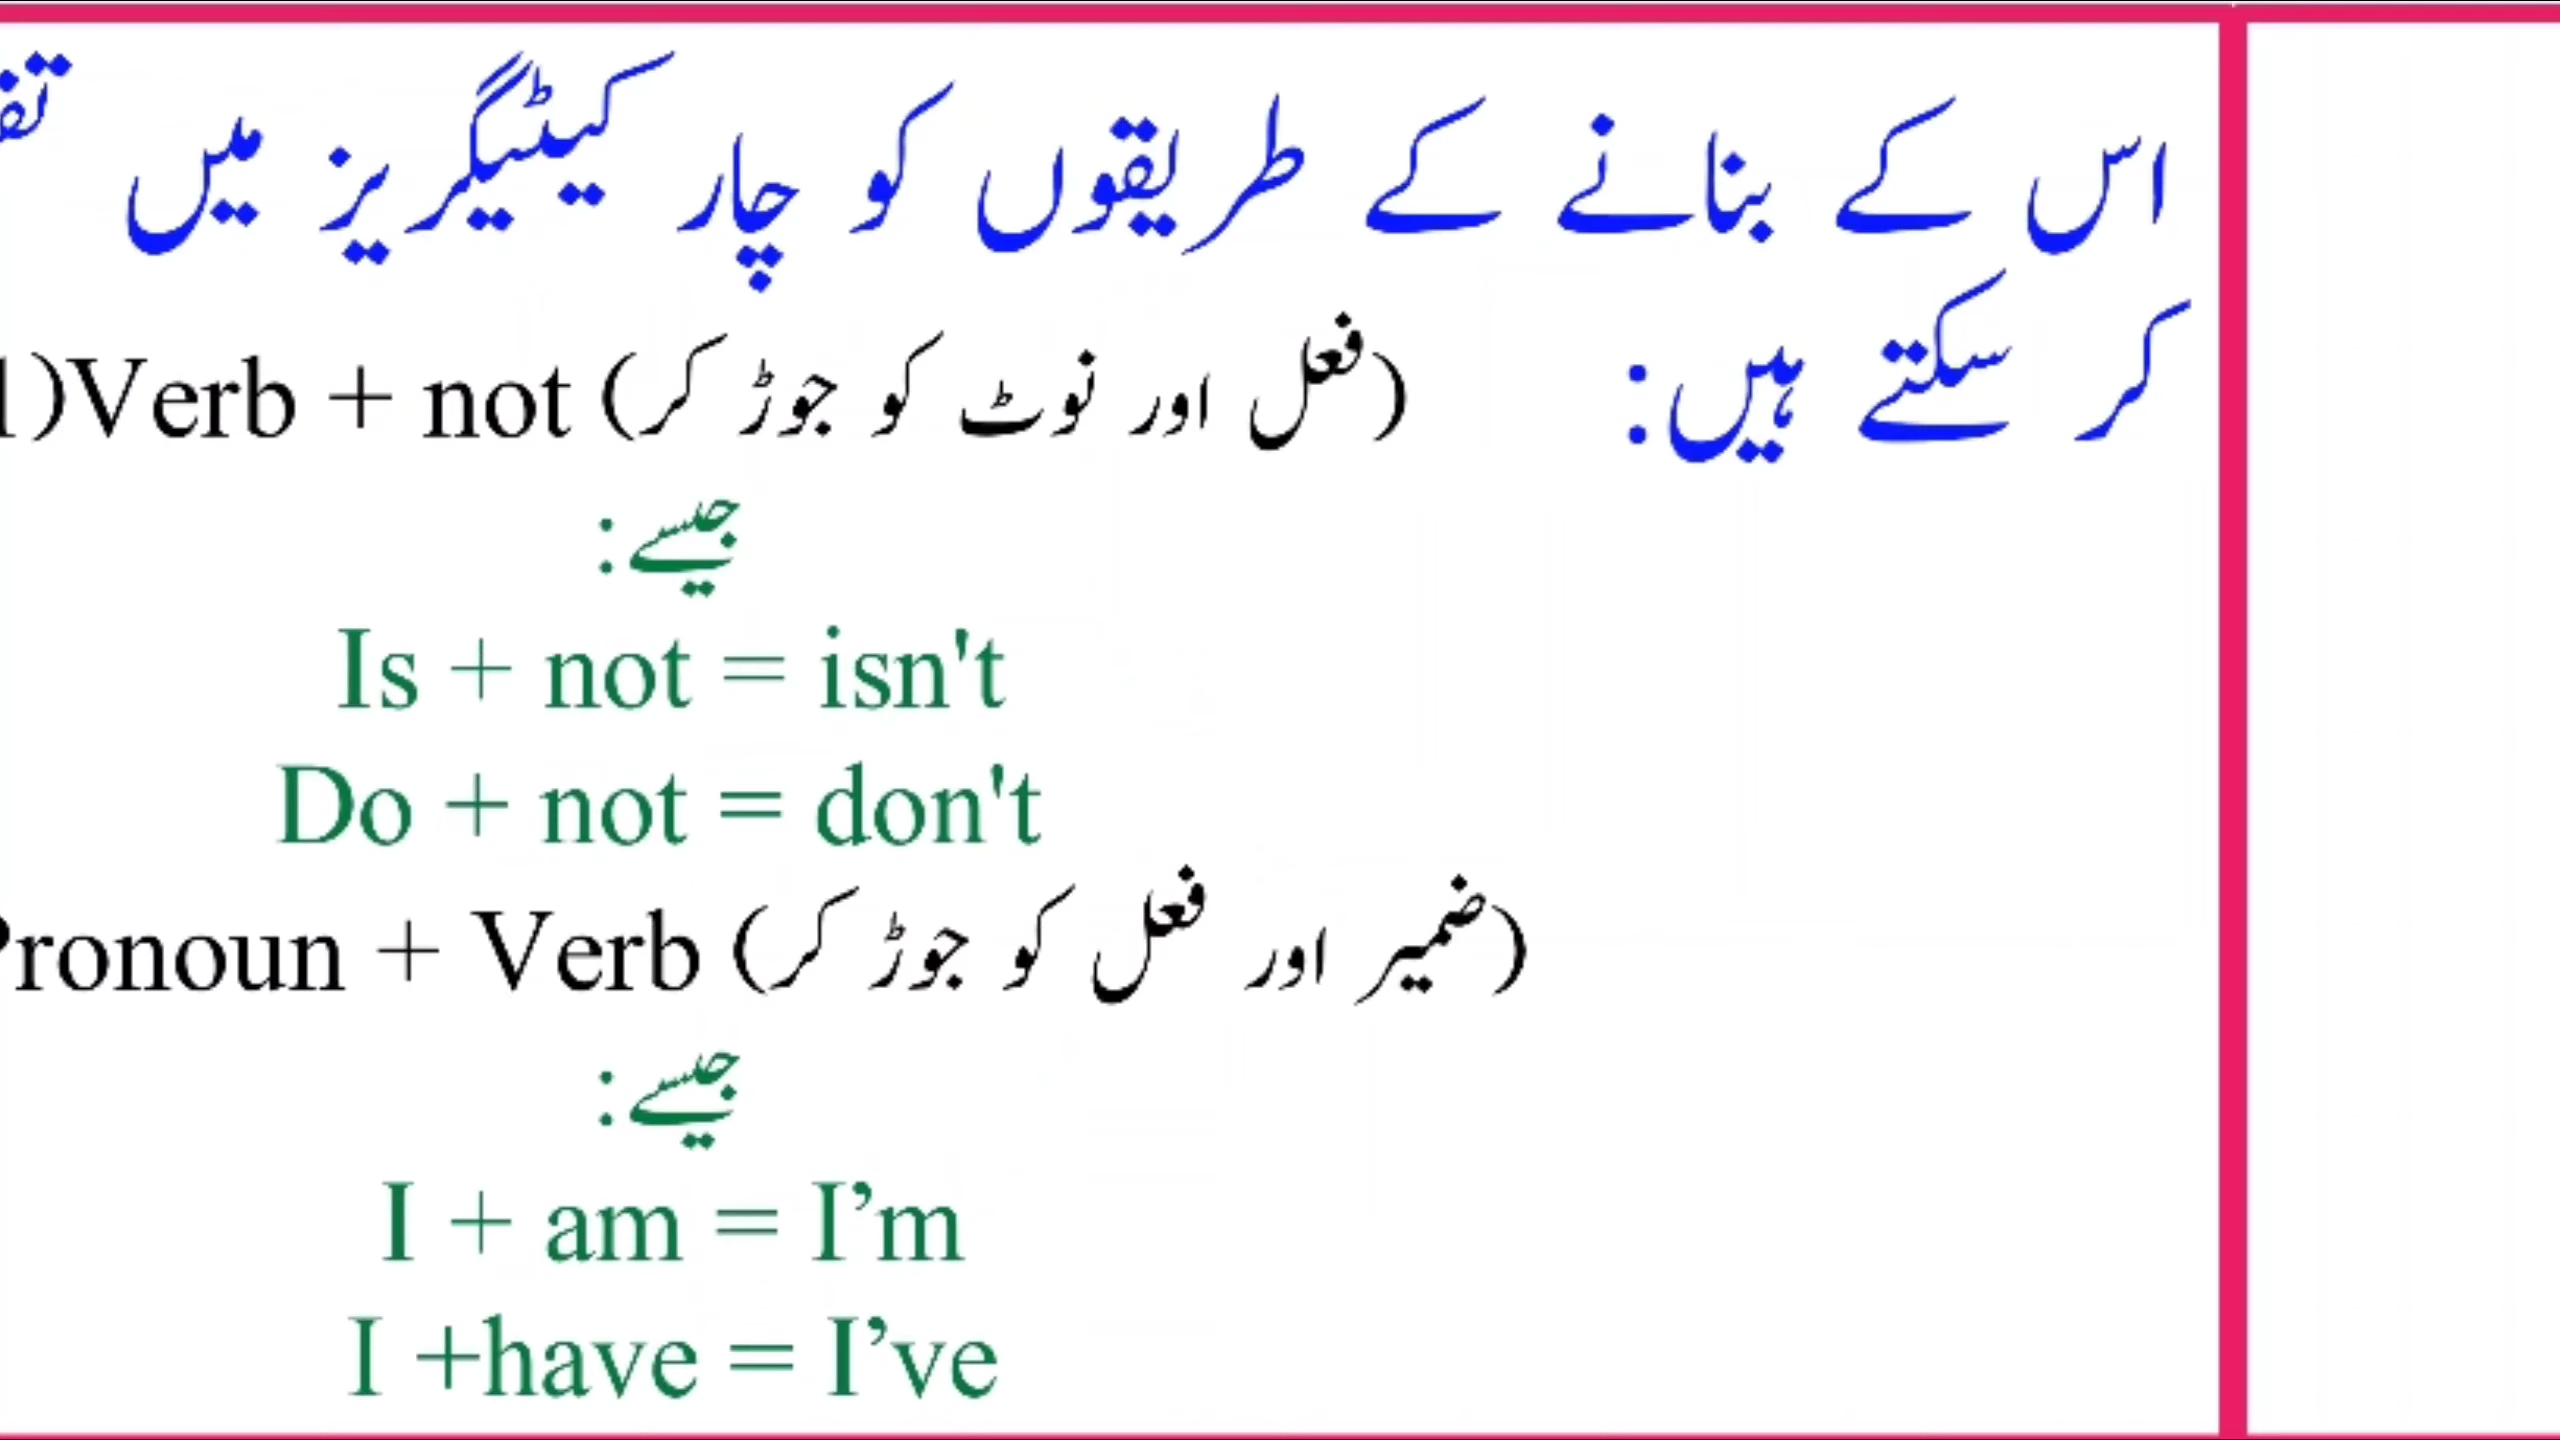 اس کے بنانے کے طریقوں کو چار کیٹیگریز میں
کر سکتے ہیں:
1)Verb + not (فعل اور نوٹ کو جوڑ کر)
جیسے:
Is + not = isn't
Do + not = don't
Pronoun + Verb (ضمیر اور فعل کو جوڑ کر)
جیسے:
I + am = I’m
I +have = I’ve